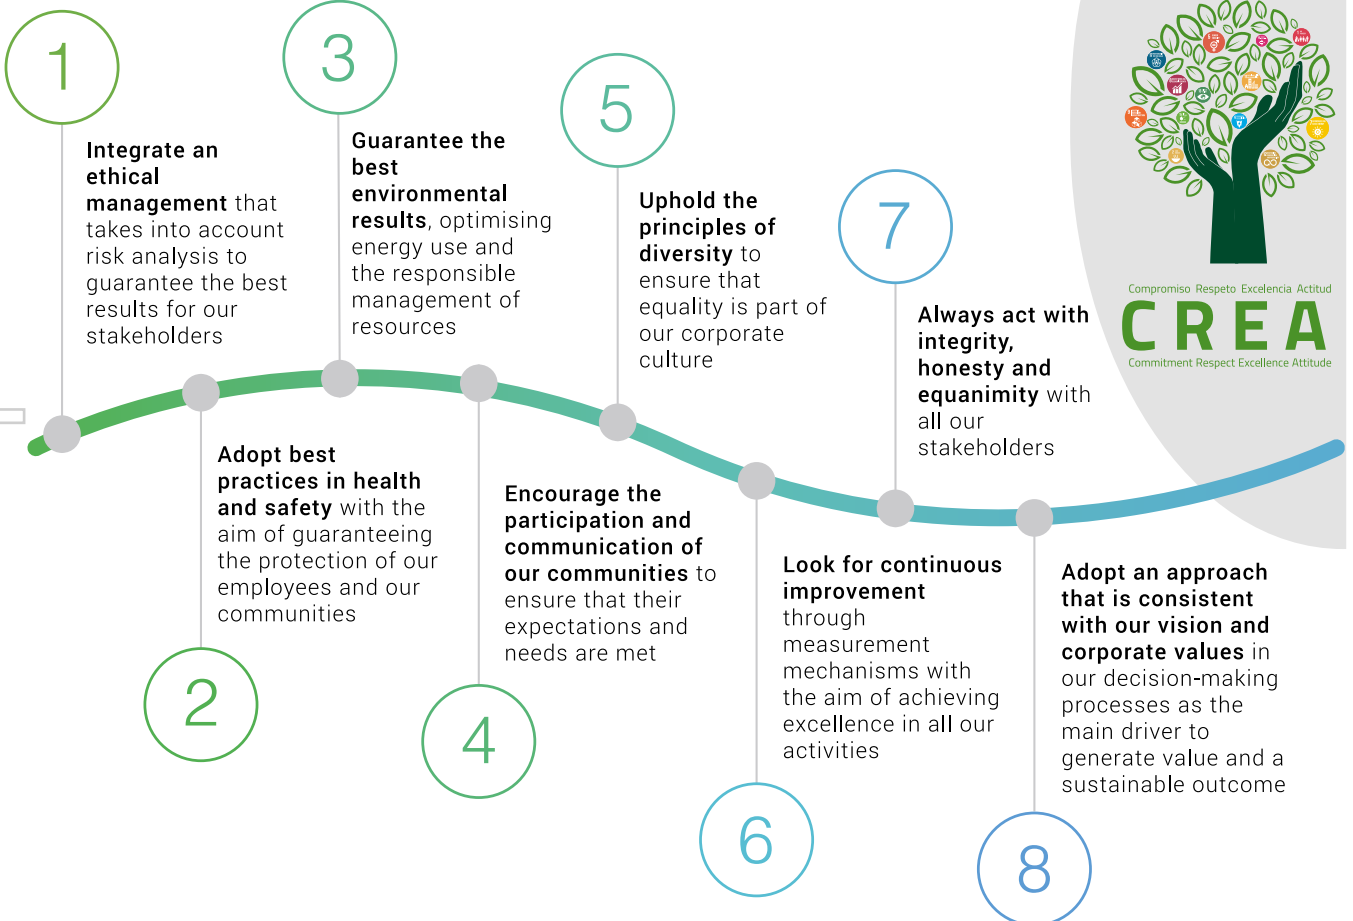 1
Integrate an
ethical
management that
takes into account
risk analysis to
guarantee the best
results for our
stakeholders
2
Adopt best
practices in health
and safety with the
aim of guaranteeing
the protection of our
employees and our
communities
3
Guarantee the
best
environmental
results, optimising
energy use and
the responsible
management of
resources
4
Encourage the
participation and
communication of
our communities to
ensure that their
expectations and
needs are met
5
Uphold the
principles of
diversity to
ensure that
equality is part of
our corporate
culture
6
Look for continuous
improvement
through
measurement
mechanisms with
the aim of achieving
excellence in all our
activities
7
Always act with
integrity,
honesty and
equanimity with
all our
stakeholders
8
Adopt an approach
that is consistent
with our vision and
corporate values in
our decision-making
processes as the
main driver to
generate value and a
sustainable outcome
Compromiso Respeto Excelencia Actitud
CREA
Commitment Respect Excellence Attitude